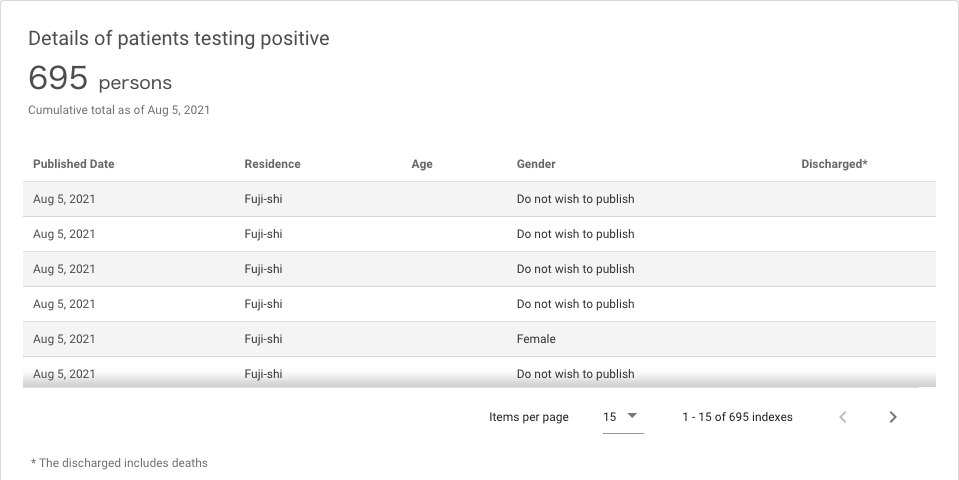 Details of patients testing positive
695 persons
Cumulative total as of Aug 5, 2021
Published Date Residence Age Gender Discharged*
Aug 5, 2021 Fuji-shi Do not wish to publish
Aug 5, 2021 Fuji-shi Do not wish to publish
Aug 5, 2021 Fuji-shi Do not wish to publish
Aug 5, 2021 Fuji-shi Do not wish to publish
Aug 5, 2021 Fuji-shi Female
Aug 5, 2021 Fuji-shi Do not wish to publish
Items per page 15 1 - 15 of 695 indexes
* The discharged includes deaths